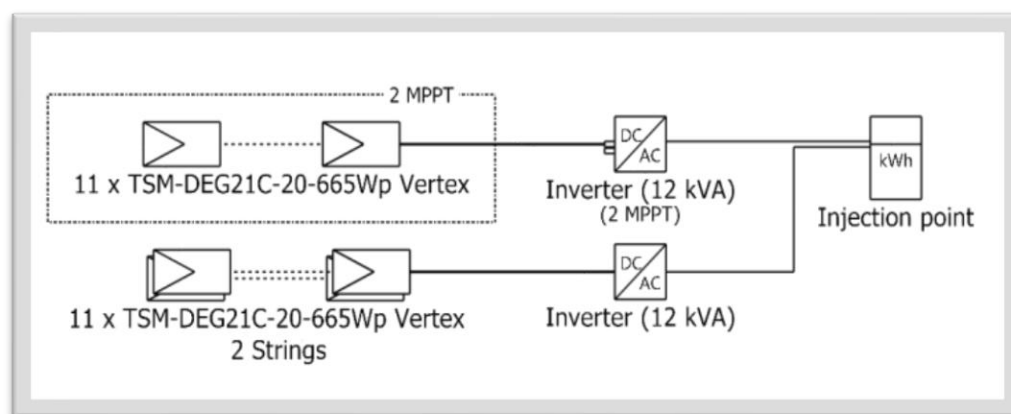 2 MPPT
11 x TSM-DEG21C-20-665Wp Vertex
DC
AC
Inverter (12 kVA)
(2 MPPT)
kWh
Injection point
11 x TSM-DEG21C-20-665Wp Vertex
2 Strings
DC
AC
Inverter (12 kVA)